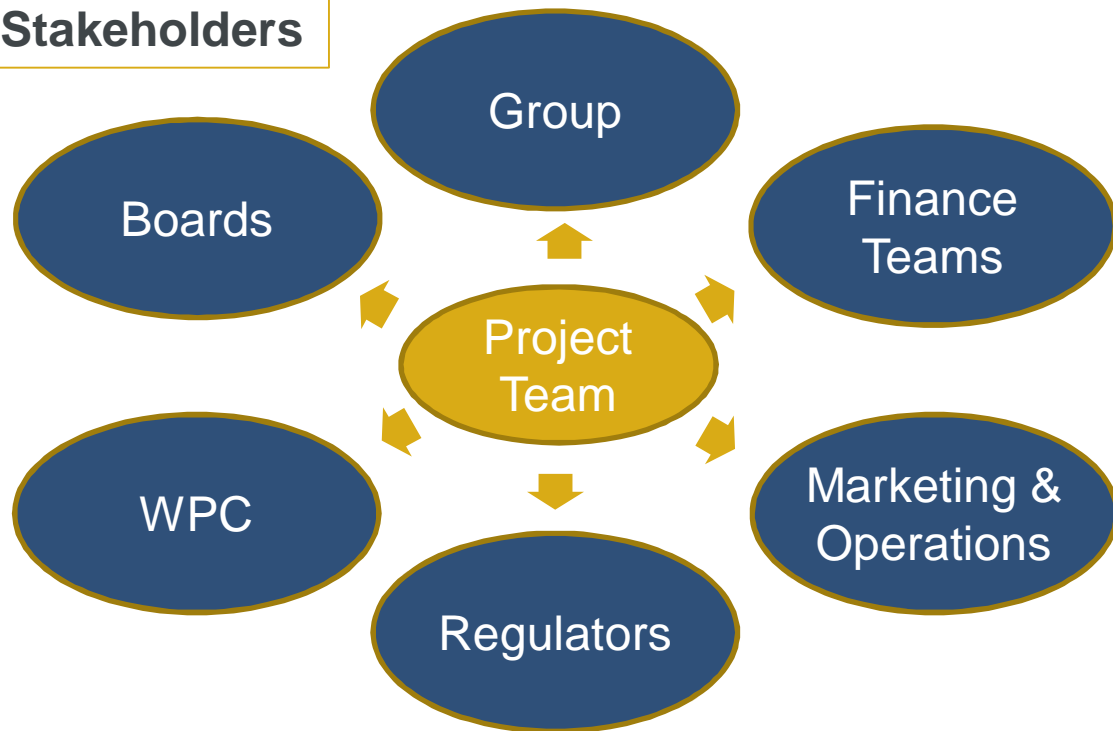 Stakeholders
Group
Boards
Finance
Teams
Project
Team
WPC
Marketing &
Operations
Regulators